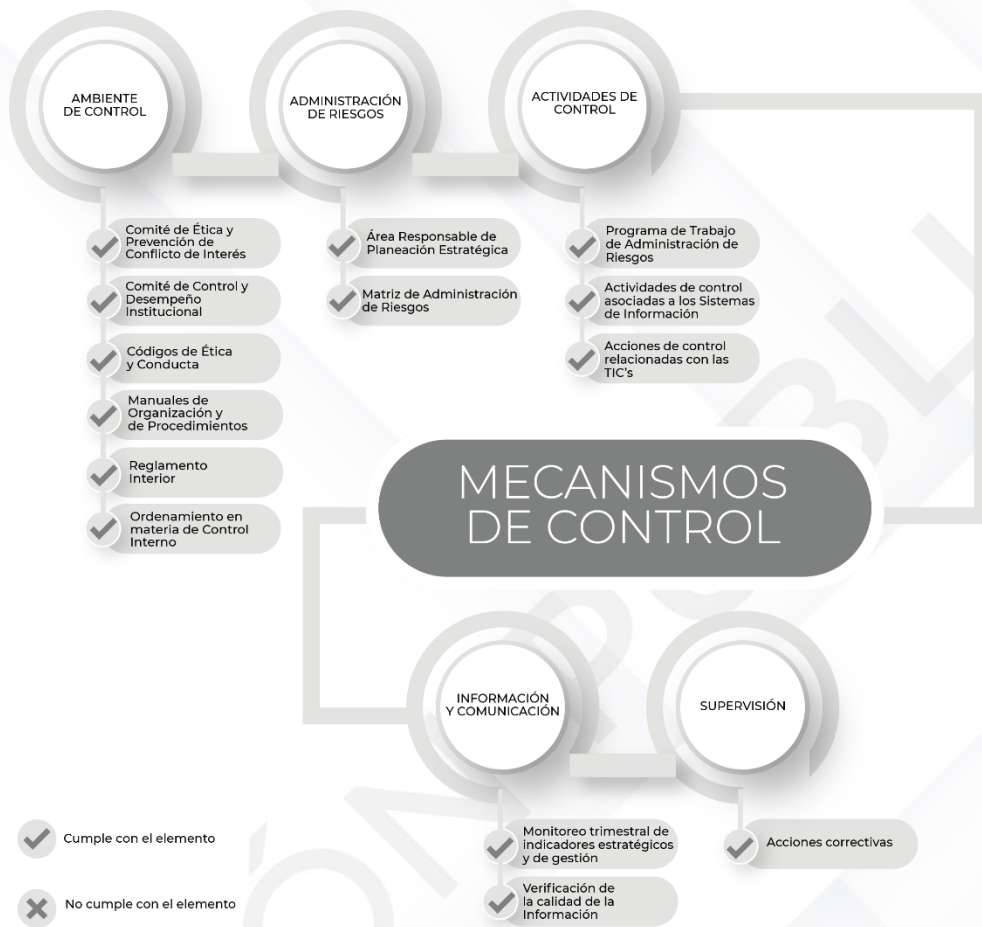 AMBIENTE
DE CONTROL
ADMINISTRACIÓN
DE RIESGOS
ACTIVIDADES DE
CONTROL
Comité de Ética y
Prevención de
Conflicto de Interés
Comité de Control y
Desempeño
Institucional
Códigos de Ética
y Conducta
Manuales de
Organización y
de Procedimientos
Reglamento
Interior
Ordenamiento en
materia de Control
Interno
Área Responsable de
Planeación Estratégica
Matriz de Administración
de Riesgos
Programa de Trabajo
de Administración de
Riesgos
Actividades de control
asociadas a los Sistemas
de Información
Acciones de control
relacionadas con las
TIC's
MECANISMOS
DE CONTROL
INFORMACIÓN
Y COMUNICACIÓN
SUPERVISIÓN
Monitoreo trimestral de
indicadores estratégicos
y de gestión
Verificación de
la calidad de la
Información
Acciones correctivas
Cumple con el elemento
No cumple con el elemento